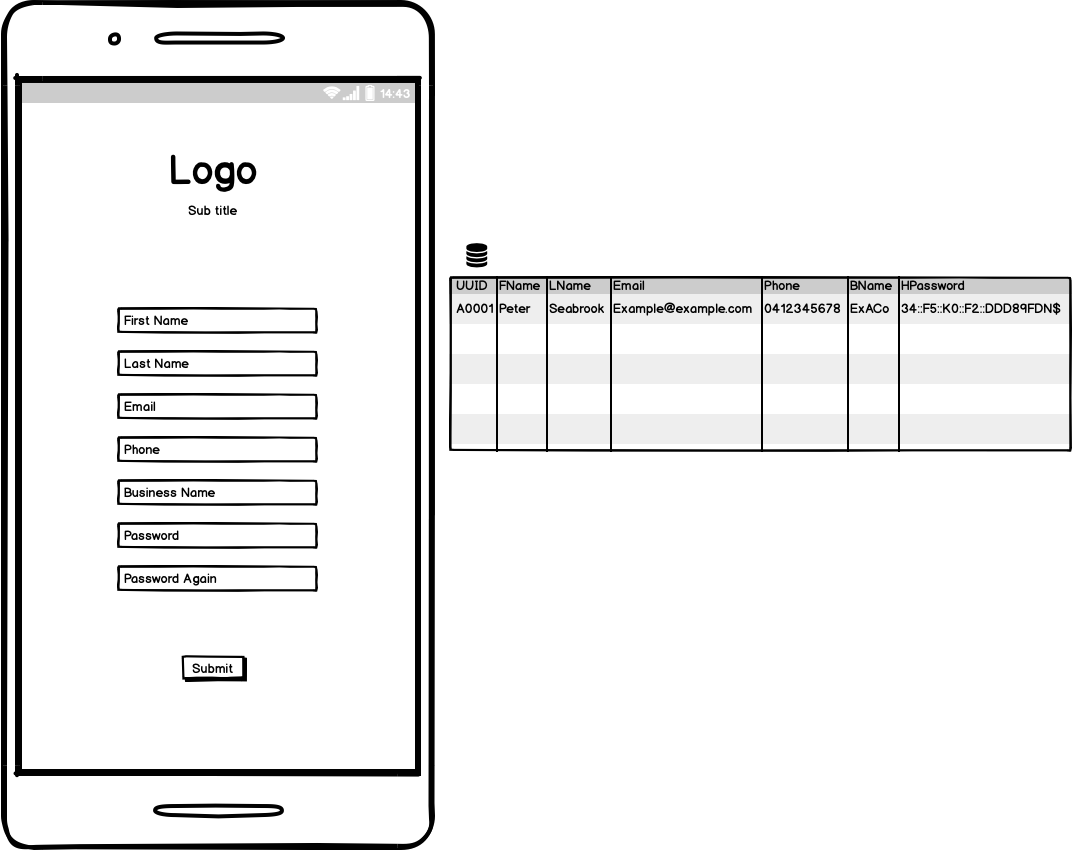 14:43
Logo
Sub title
First Name
Last Name
Email
Phone
Business Name
Password
Password Again
Submit
UUID FName LName Email Phone BName HPassword
A0001 Peter Seabrook Example@example.com 0412345678 ExACo 34::F5::K0::F2::DDD89FDN$